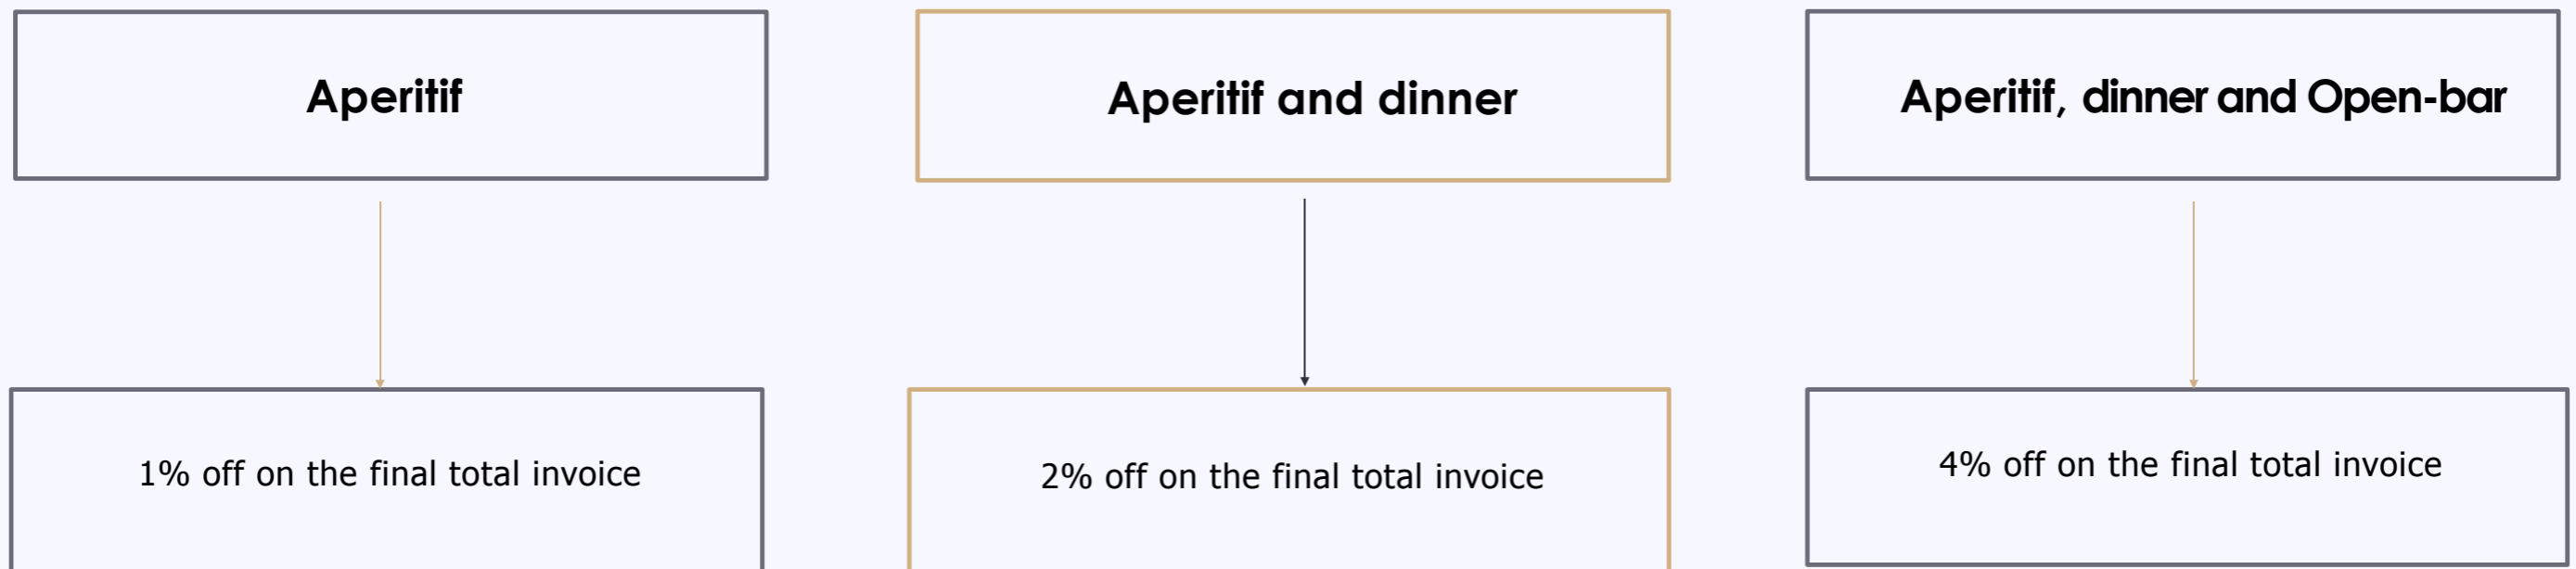 Aperitif
Aperitif and dinner
Aperitif, dinner and Open-bar
1% off on the final total invoice
2% off on the final total invoice
4% off on the final total invoice